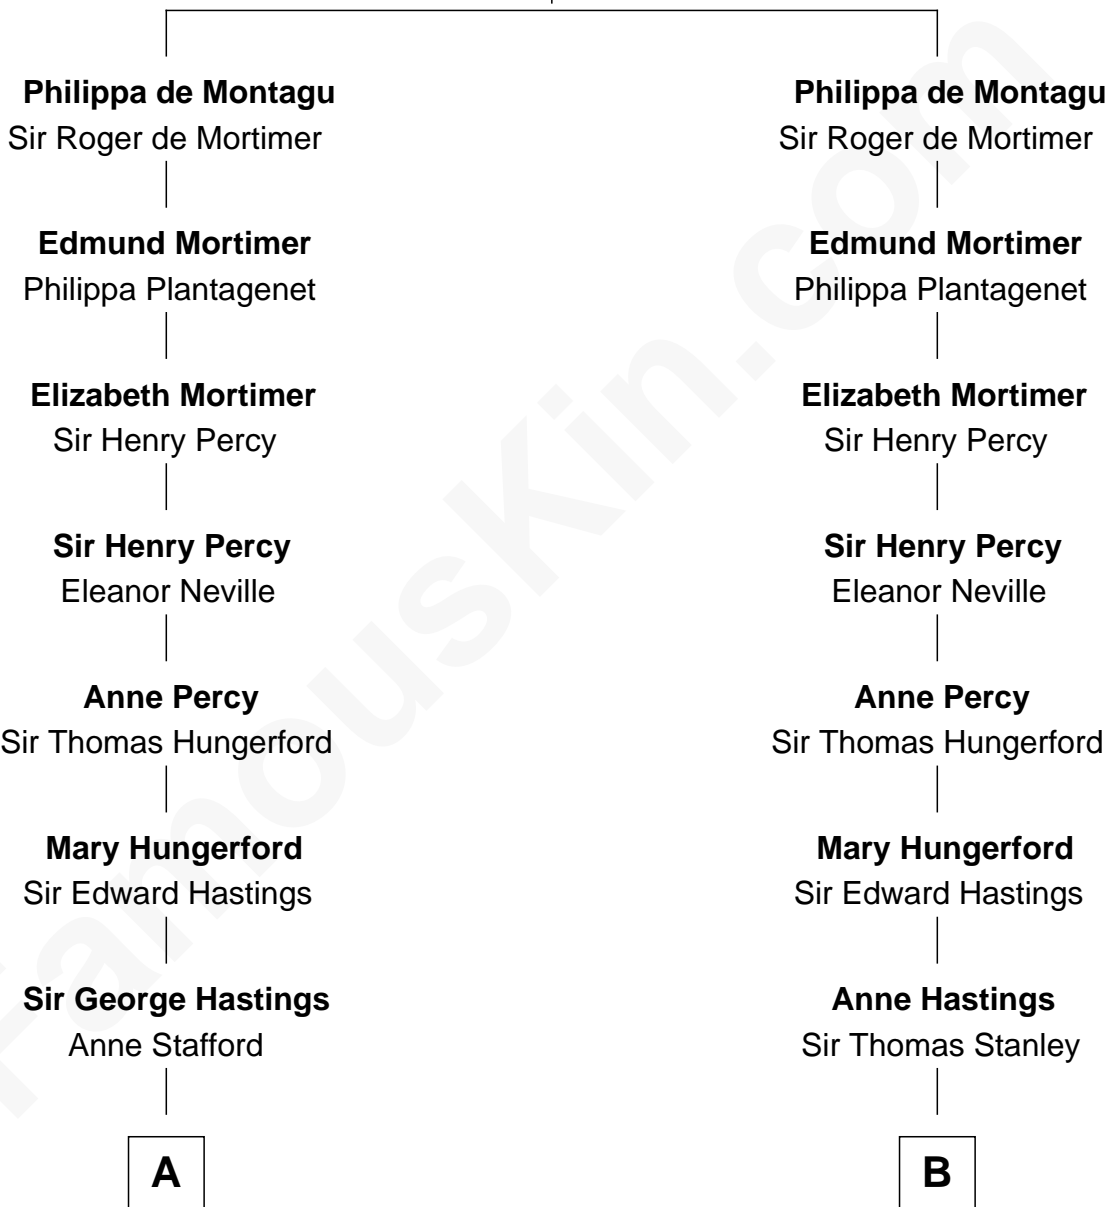 Philippa de Montagu
Sir Roger de Mortimer
Edmund Mortimer
Philippa Plantagenet
Elizabeth Mortimer
Sir Henry Percy
Sir Henry Percy
Eleanor Neville
Anne Percy
Sir Thomas Hungerford
Mary Hungerford
Sir Edward Hastings
Sir George Hastings
Anne Stafford
A
Philippa de Montagu
Sir Roger de Mortimer
Edmund Mortimer
Philippa Plantagenet
Elizabeth Mortimer
Sir Henry Percy
Sir Henry Percy
Eleanor Neville
Anne Percy
Sir Thomas Hungerford
Mary Hungerford
Sir Edward Hastings
Anne Hastings
Sir Thomas Stanley
B
FamousKin.com